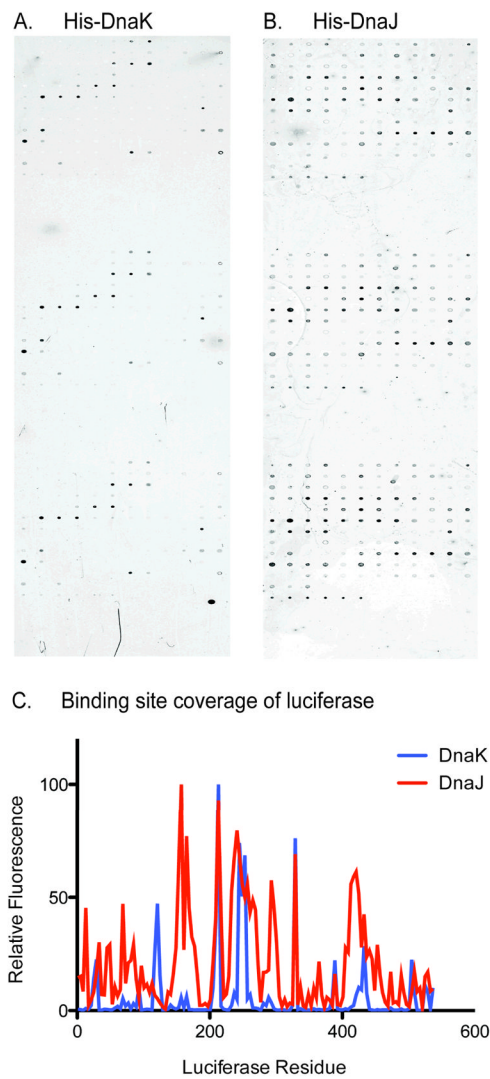 A. His-DnaK
B. His-DnaJ
C. Binding site coverage of luciferase
DnaK
DnaJ
100
50
0
Relative Fluorescence
0 200 400 600
Luciferase Residue